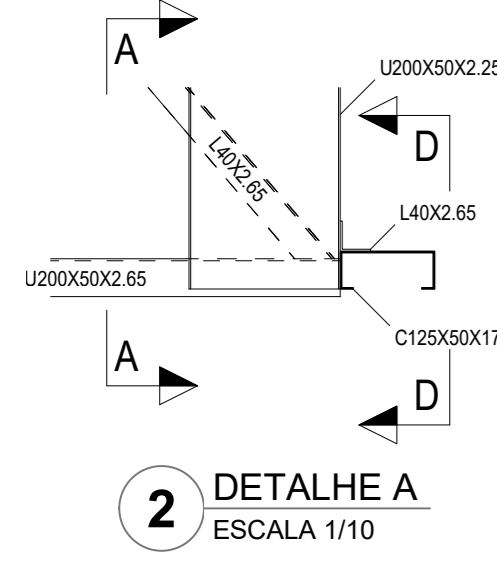 A
U200X50X2.25
D
L40X2.65
L40X2.65
U200X50X2.65
C125X50X17
A
D
2
DETALHE A
ESCALA 1/10